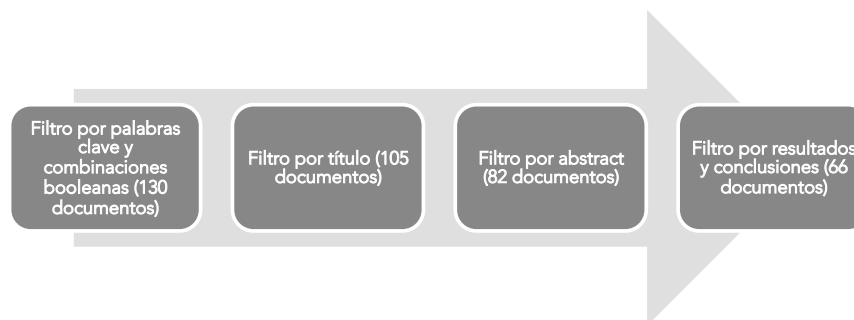 Filtro por palabras
clave y
combinaciones
booleanas (130
documentos)
Filtro por título (105
documentos)
Filtro por abstract
(82 documentos)
Filtro por resultados
y conclusiones (66
documentos)